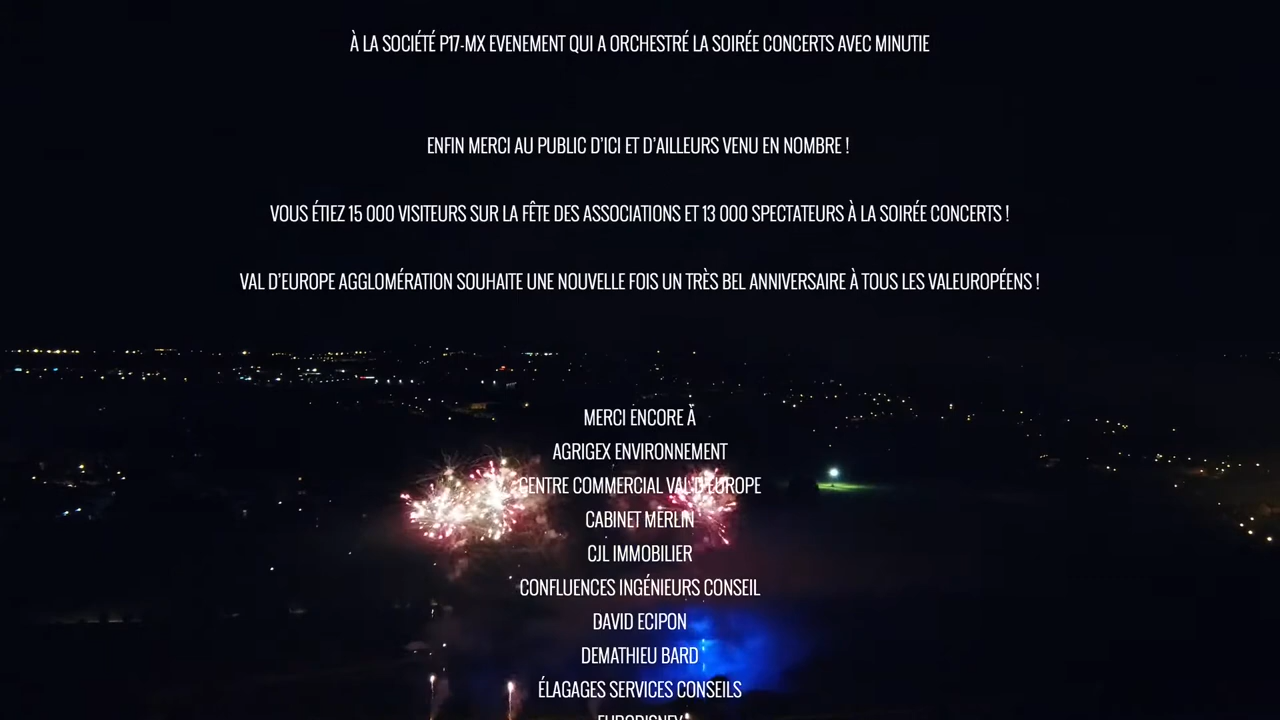 À LA SOCIÉTÉ P17-MX EVENEMENT QUI A ORCHESTRÉ LA SOIRÉE CONCERTS AVEC MINUTIE
ENFIN MERCI AU PUBLIC D'ICI ET D'AILLEURS VENU EN NOMBRE !
VOUS ÉTIEZ 15 000 VISITEURS SUR LA FÊTE DES ASSOCIATIONS ET 13 000 SPECTATEURS À LA SOIRÉE CONCERTS !
VAL D'EUROPE AGGLOMÉRATION SOUHAITE UNE NOUVELLE FOIS UN TRÈS BEL ANNIVERSAIRE À TOUS LES VALEUROPÉENS !
MERCI ENCORE À
AGRIGEX ENVIRONNEMENT
CENTRE COMMERCIAL VAL D'EUROPE
CABINET MERLIN
CJL IMMOBILIER
CONFLUENCES INGÉNIEURS CONSEIL
DAVID ECIPON
DEMATHIEU BARD
ÉLAGAGES SERVICES CONSEILS
EURODISNEY